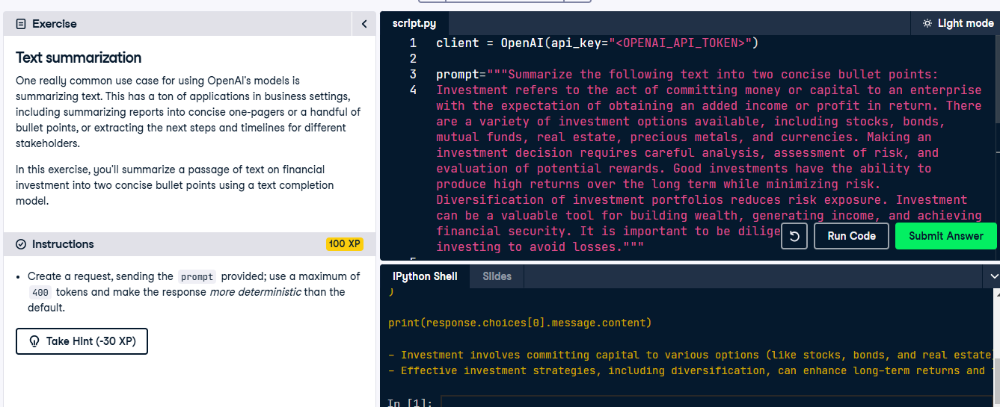 Exercise
Text summarization
One really common use case for using OpenAI's models is
summarizing text. This has a ton of applications in business settings,
including summarizing reports into concise one-pagers or a handful of
bullet points, or extracting the next steps and timelines for different
stakeholders.
In this exercise, you'll summarize a passage of text on financial
investment into two concise bullet points using a text completion
model.
Instructions
100 XP
• Create a request, sending the prompt provided; use a maximum of
400 tokens and make the response more deterministic than the
default.
Take Hint (-30 XP)
script.py
Light mode
1 client = OpenAI(api_key="<OPENAI_API_TOKEN>")
2
3 prompt="""Summarize the following text into two concise bullet points:
4 Investment refers to the act of committing money or capital to an enterprise
with the expectation of obtaining an added income or profit in return. There
are a variety of investment options available, including stocks, bonds,
mutual funds, real estate, precious metals, and currencies. Making an
investment decision requires careful analysis, assessment of risk, and
evaluation of potential rewards. Good investments have the ability to
produce high returns over the long term while minimizing risk.
Diversification of investment portfolios reduces risk exposure. Investment
can be a valuable tool for building wealth, generating income, and achieving
financial security. It is important to be dilige
investing to avoid losses."""
Run Code
Submit Answer
IPython Shell
Slides
)
print(response.choices[0].message.content)
- Investment involves committing capital to various options (like stocks, bonds, and real estate)
- Effective investment strategies, including diversification, can enhance long-term returns and
In [1]: